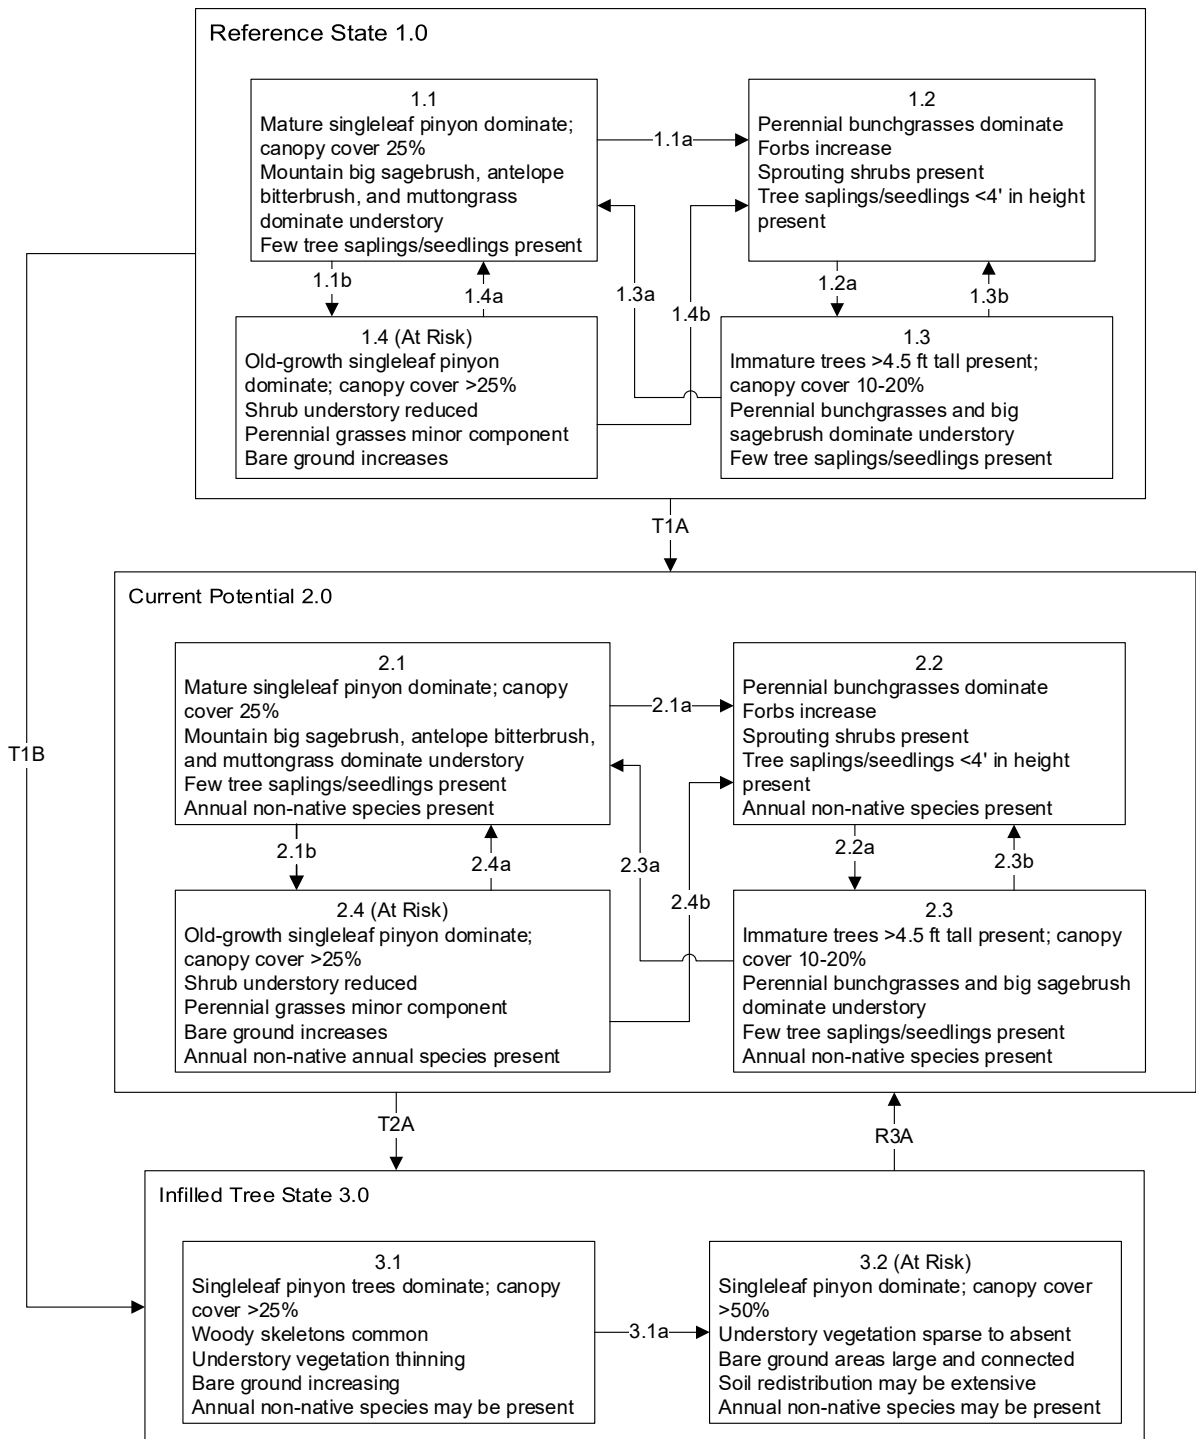 Reference State 1.0
1.1
Mature singleleaf pinyon dominate;
canopy cover 25%
Mountain big sagebrush, antelope
bitterbrush, and muttongrass
dominate understory
Few tree saplings/seedlings present
1.1a
1.2
Perennial bunchgrasses dominate
Forbs increase
Sprouting shrubs present
Tree saplings/seedlings <4' in height
present
1.1b
1.4a
1.3a
1.4b
1.2a
1.3b
1.4 (At Risk)
Old-growth singleleaf pinyon
dominate; canopy cover >25%
Shrub understory reduced
Perennial grasses minor component
Bare ground increases
1.3
Immature trees >4.5 ft tall present;
canopy cover 10-20%
Perennial bunchgrasses and big
sagebrush dominate understory
Few tree saplings/seedlings present
T1A
T1B
Current Potential 2.0
2.1
Mature singleleaf pinyon dominate; canopy
cover 25%
Mountain big sagebrush, antelope bitterbrush,
and muttongrass dominate understory
Few tree saplings/seedlings present
Annual non-native species present
2.1a
2.2
Perennial bunchgrasses dominate
Forbs increase
Sprouting shrubs present
Tree saplings/seedlings <4' in height
present
Annual non-native species present
2.1b
2.4a
2.3a
2.4b
2.2a
2.3b
2.4 (At Risk)
Old-growth singleleaf pinyon dominate;
canopy cover >25%
Shrub understory reduced
Perennial grasses minor component
Bare ground increases
Annual non-native annual species present
2.3
Immature trees >4.5 ft tall present; canopy
cover 10-20%
Perennial bunchgrasses and big sagebrush
dominate understory
Few tree saplings/seedlings present
Annual non-native species present
T2A
R3A
Infilled Tree State 3.0
3.1
Singleleaf pinyon trees dominate; canopy
cover >25%
Woody skeletons common
Understory vegetation thinning
Bare ground increasing
Annual non-native species may be present
3.1a
3.2 (At Risk)
Singleleaf pinyon dominate; canopy cover
>50%
Understory vegetation sparse to absent
Bare ground areas large and connected
Soil redistribution may be extensive
Annual non-native species may be present